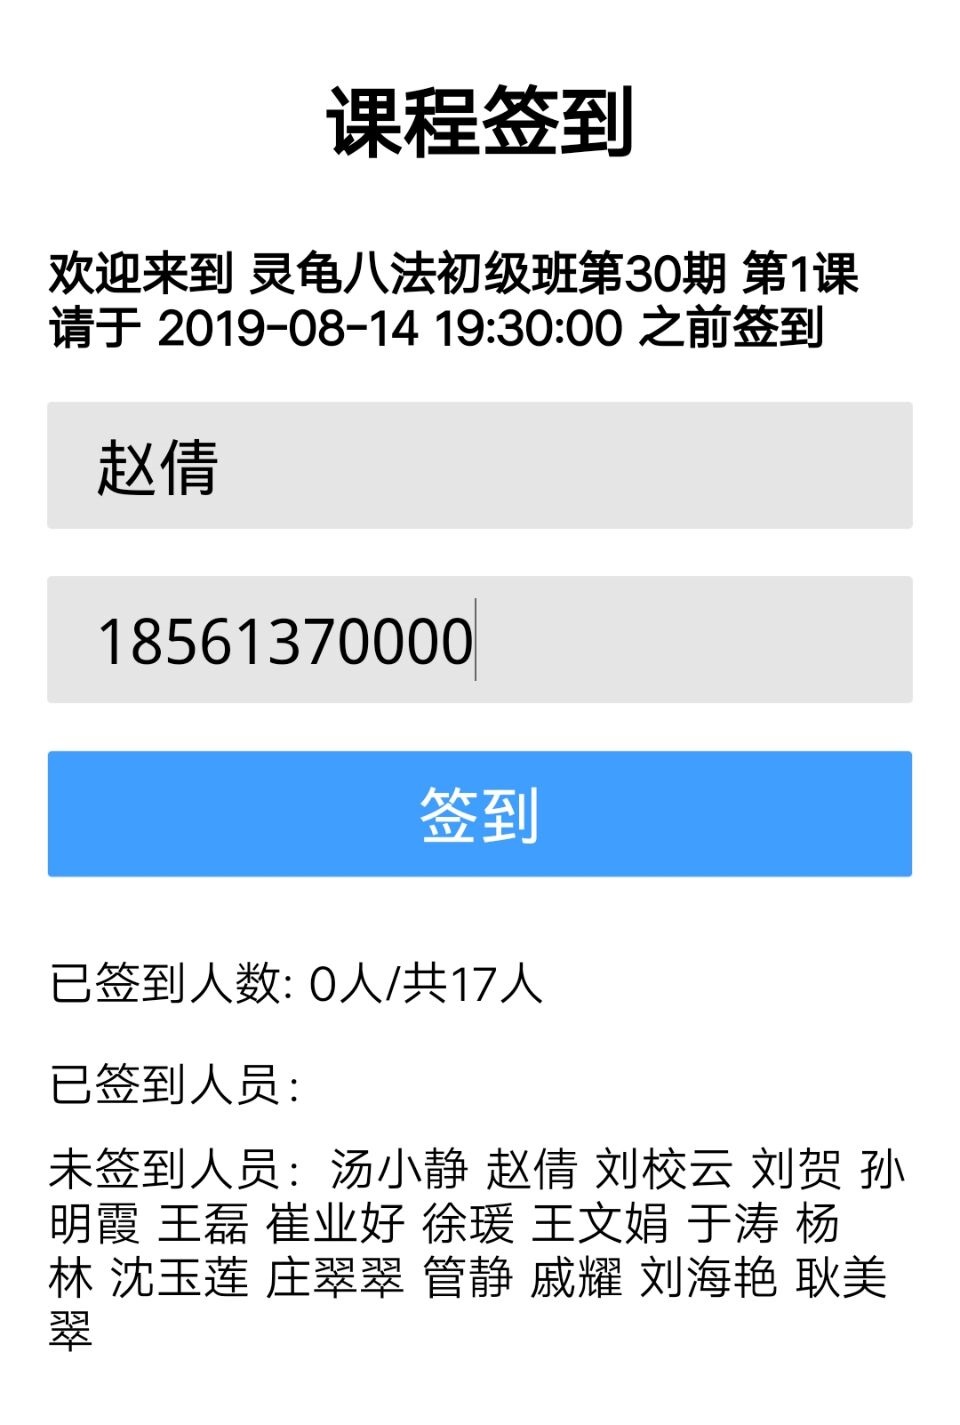 课程签到
欢迎来到 灵龟八法初级班第30期 第1课
请于 2019-08-14 19:30:00 之前签到
赵倩
18561370000
签到
已签到人数: 0人/共17人
已签到人员:
未签到人员: 汤小静 赵倩 刘校云 刘贺 孙
明霞 王磊 崔业好 徐瑗 王文娟 于涛 杨
林 沈玉莲 庄翠翠 管静 戚耀 刘海艳 耿美
翠